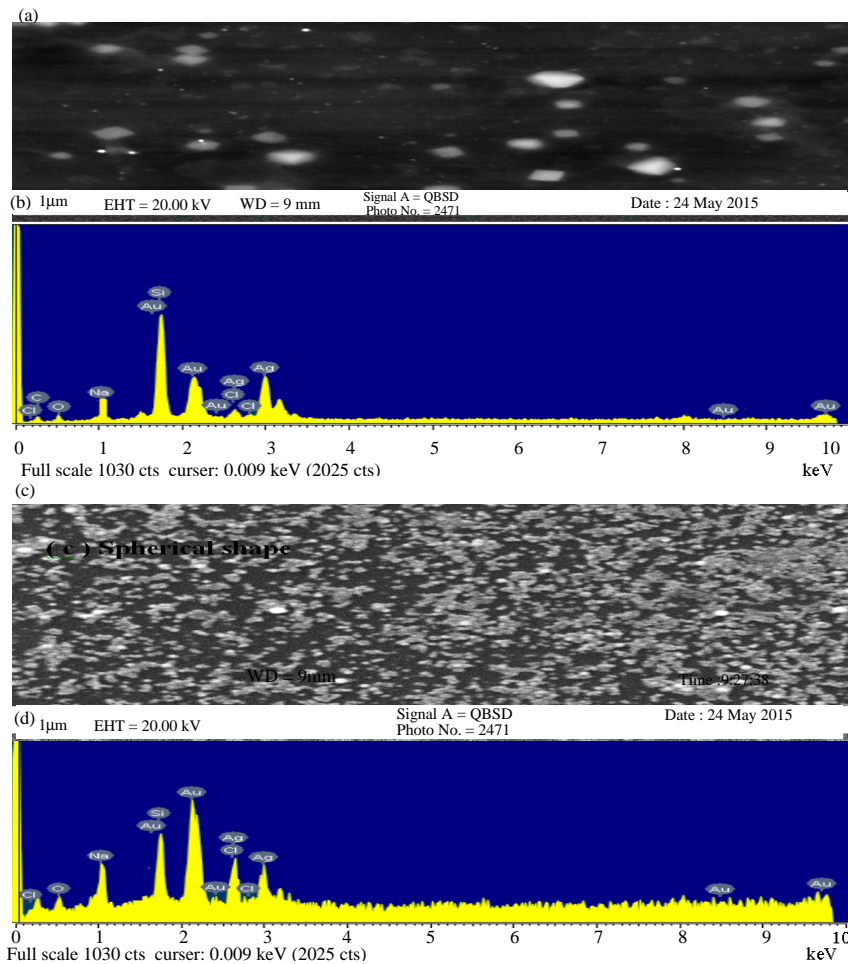 (a)
(b) 1μm EHT = 20.00 kV WD = 9 mm Signal A = QBSD Date : 24 May 2015
Photo No. = 2471
Si
Au
Au Ag
Ag
C Na Cl
Cl O Au Cl Au Au
0 1 2 3 4 5 6 7 8 9 10
Full scale 1030 cts curser: 0.009 keV (2025 cts) keV
(c)
( c ) Spherical shape
WD = 9mm Time :9:27:38
(d) 1μm EHT = 20.00 kV Signal A = QBSD Date : 24 May 2015
Photo No. = 2471
Au
Si
Au Ag
Na Cl Ag
Cl O Au Cl Au Au
0 1 2 3 4 5 6 7 8 9 10
Full scale 1030 cts curser: 0.009 keV (2025 cts) keV